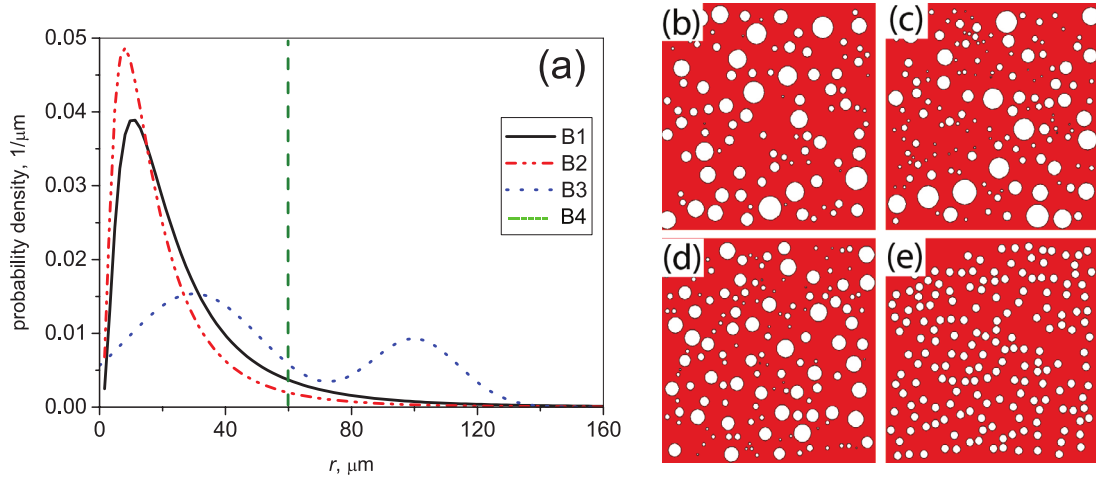 (a)
probability density, 1/μm
0.05
0.04
0.03
0.02
0.01
0.00
B1
B2
B3
B4
0
40
80
120
160
r, μm
(b)
(c)
(d)
(e)